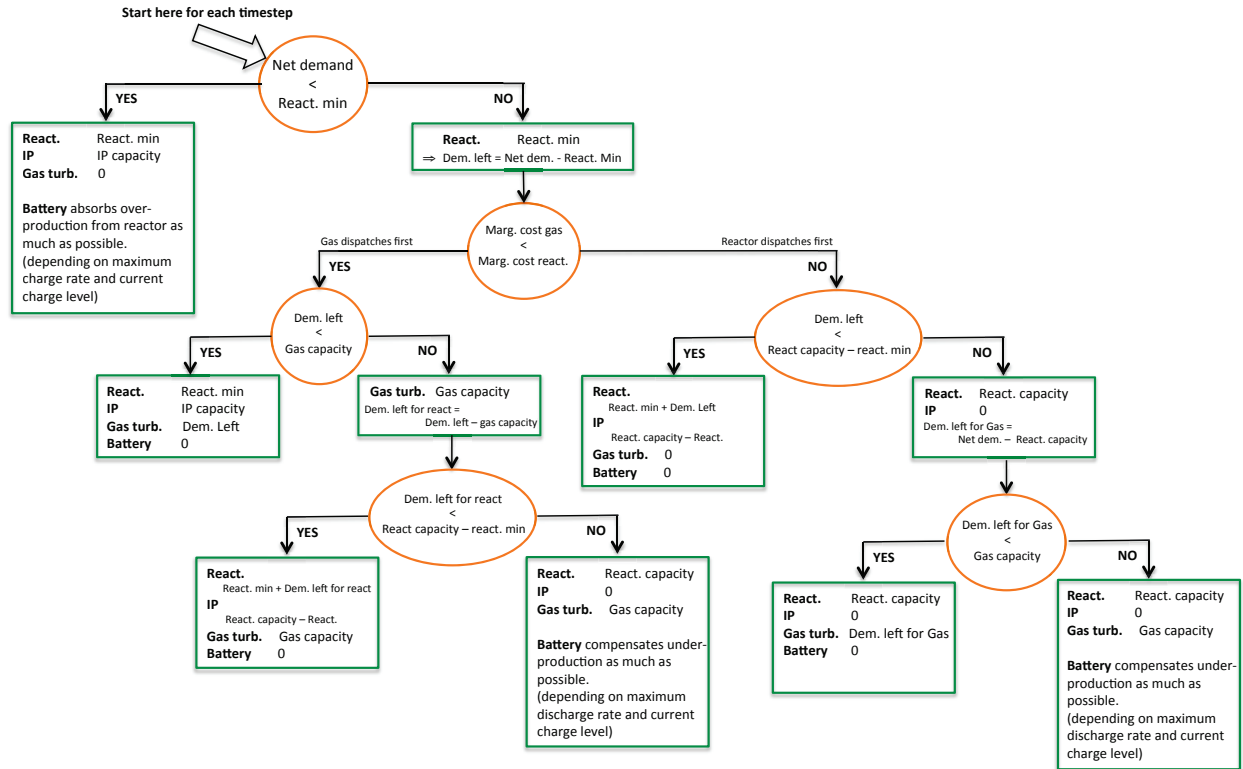 Start here for each timestep
Net demand
<
React. min
YES
NO
React. React. min
IP IP capacity
Gas turb. 0
Battery absorbs over-
production from reactor as
much as possible.
(depending on maximum
charge rate and current
charge level)
React. React. min
⇒ Dem. left = Net dem. - React. Min
Marg. cost gas
<
Marg. cost react.
Gas dispatches first
Reactor dispatches first
YES
NO
Dem. left
<
Gas capacity
Dem. left
<
React capacity – react. min
YES
NO
YES
NO
React. React. min
IP IP capacity
Gas turb. Dem. Left
Battery 0
Gas turb. Gas capacity
Dem. left for react =
Dem. left – gas capacity
React.
React. min + Dem. Left
IP
React. capacity – React.
Gas turb. 0
Battery 0
React. React. capacity
IP 0
Dem. left for Gas =
Net dem. – React. capacity
Dem. left for react
<
React capacity – react. min
Dem. left for Gas
<
Gas capacity
YES
NO
YES
NO
React.
React. min + Dem. left for react
IP
React. capacity – React.
Gas turb. Gas capacity
Battery 0
React. React. capacity
IP 0
Gas turb. Gas capacity
Battery compensates under-
production as much as
possible.
(depending on maximum
discharge rate and current
charge level)
React. React. capacity
IP 0
Gas turb. Dem. left for Gas
Battery 0
React. React. capacity
IP 0
Gas turb. Gas capacity
Battery compensates under-
production as much as
possible.
(depending on maximum
discharge rate and current
charge level)